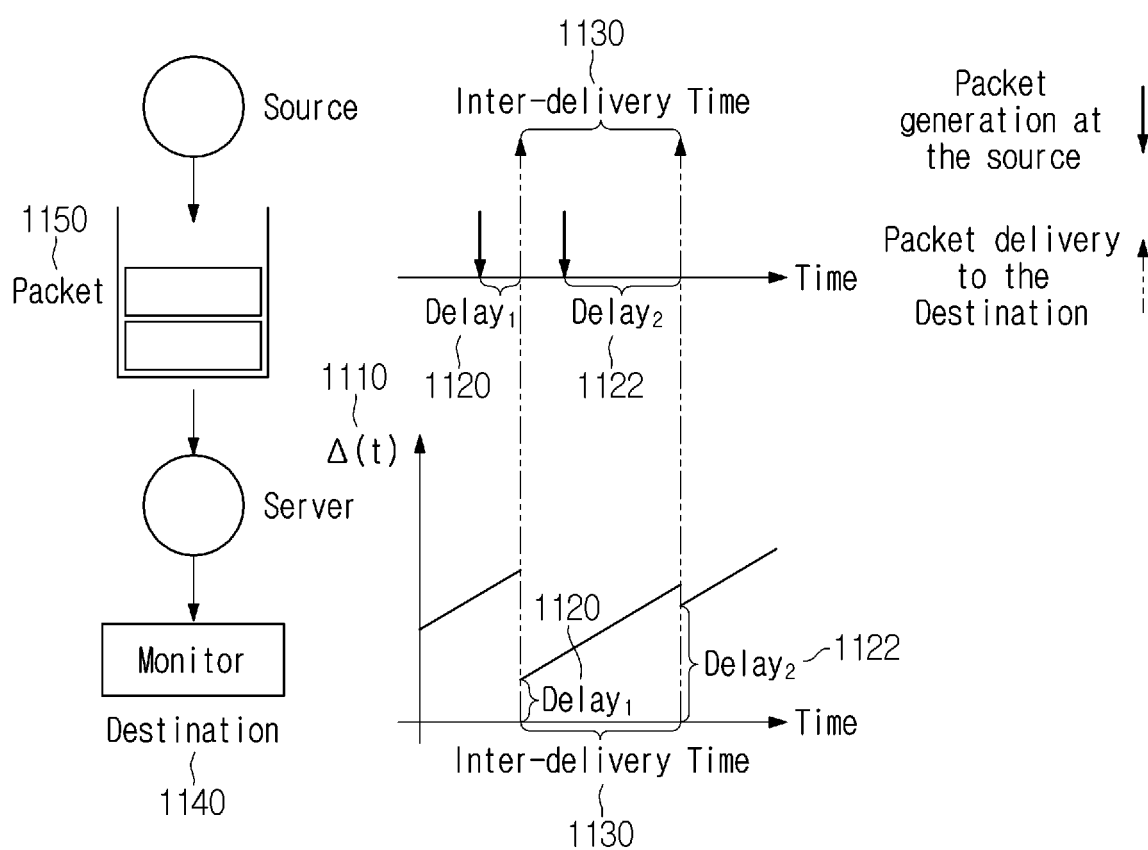 Source
1150
Packet
Server
Monitor
Destination
1140
1130
Inter-delivery Time
Time
Delay₁
Delay₂
1120
1122
Packet
generation at
the source
Packet delivery
to the
Destination
1110
Δ(t)
1120
Delay₁
Delay₂
1122
Time
Inter-delivery Time
1130